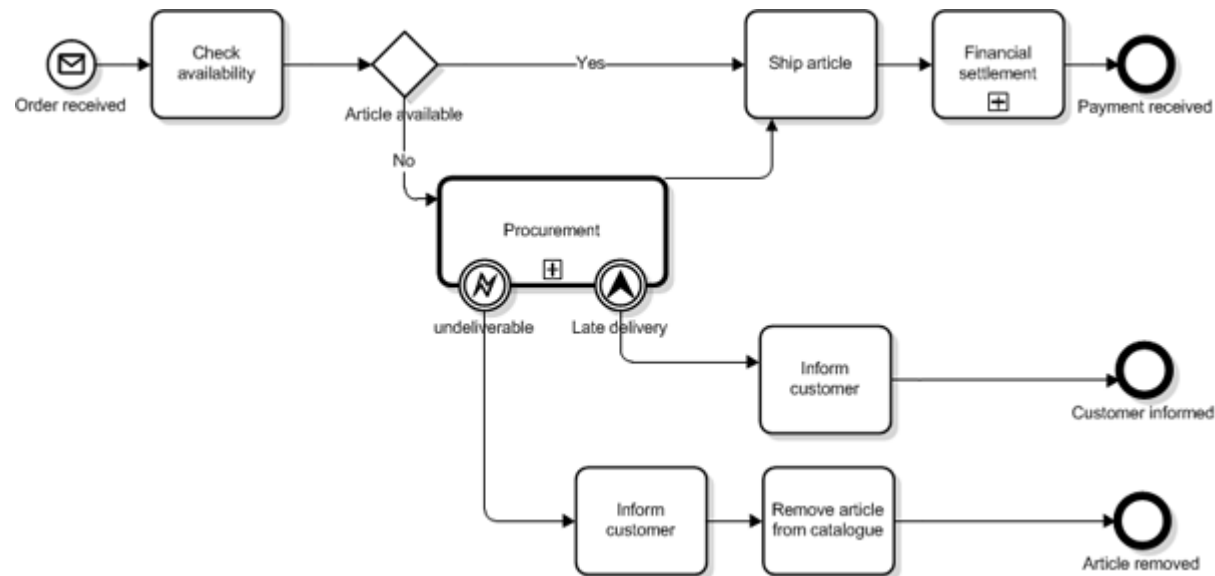 Check
availability
Order received
Article available
Yes
Ship article
Financial
settlement
Payment received
No
Procurement
undeliverable
Late delivery
Inform
customer
Customer informed
Inform
customer
Remove article
from catalogue
Article removed